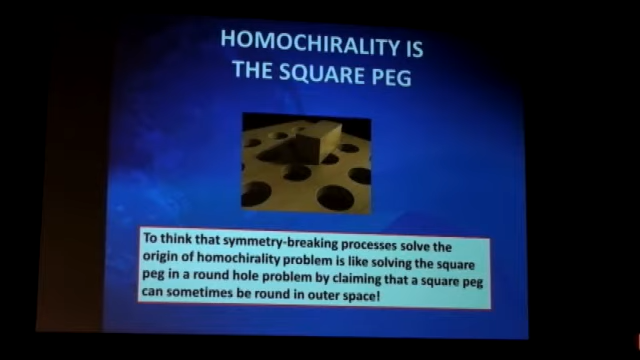 HOMOCHIRALITY IS
THE SQUARE PEG
To think that symmetry-breaking processes solve the
origin of homochirality problem is like solving the square
peg in a round hole problem by claiming that a square peg
can sometimes be round in outer space!